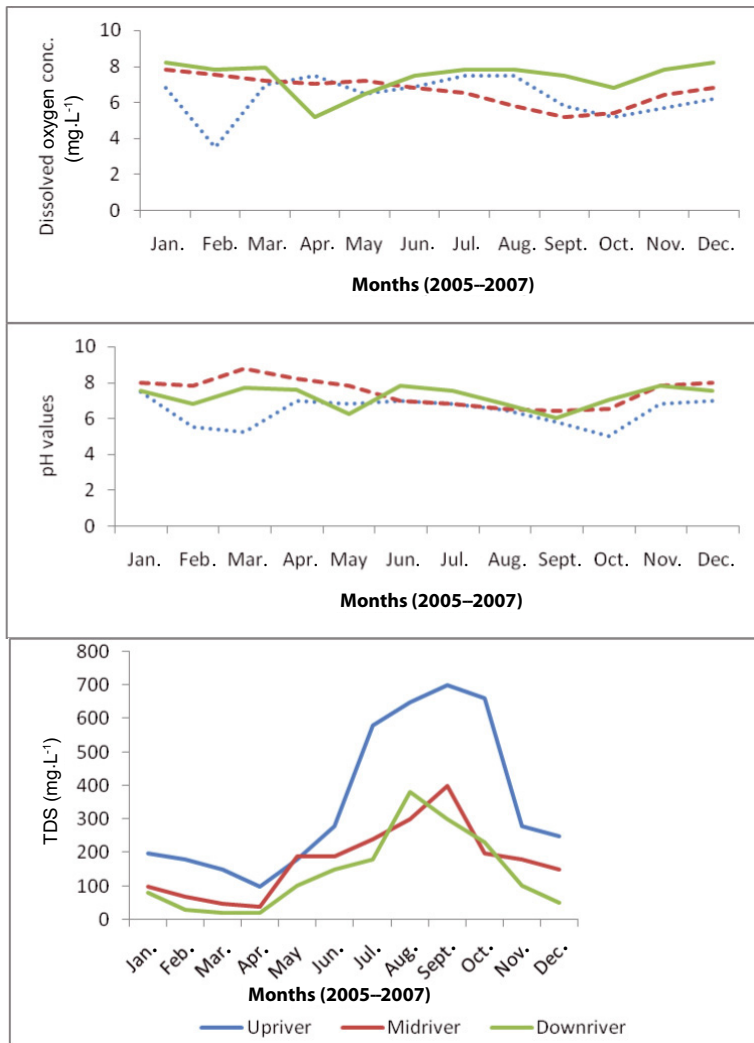 Dissolved oxygen conc.
(mg·L-1)
10
8
6
4
2
0
Jan. Feb. Mar. Apr. May Jun. Jul. Aug. Sept. Oct. Nov. Dec.
Months (2005–2007)
pH values
10
8
6
4
2
0
Jan. Feb. Mar. Apr. May Jun. Jul. Aug. Sept. Oct. Nov. Dec.
Months (2005–2007)
TDS (mg·L-1)
800
700
600
500
400
300
200
100
0
Jan. Feb. Mar. Apr. May Jun. Jul. Aug. Sept. Oct. Nov. Dec.
Months (2005–2007)
Upriver Midriver Downriver